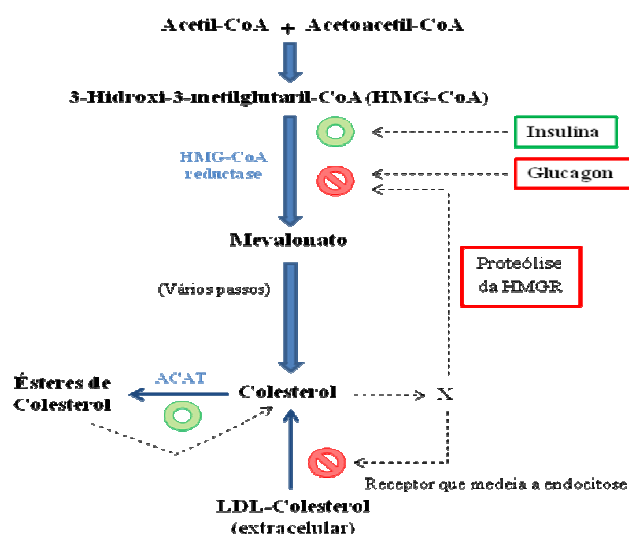 Acetil-CoA + Acetoacetil-CoA
3-Hidroxi-3-metilglutaril-CoA (HMG-CoA)
Insulina
HMG-CoA
reductase
Glucagon
Mevalonato
Proteólise
da HMGR
(Vários passos)
Ésteres de
Colesterol
ACAT
Colesterol
X
Receptor que medeia a endocitose
LDL-Colesterol
(extracelular)